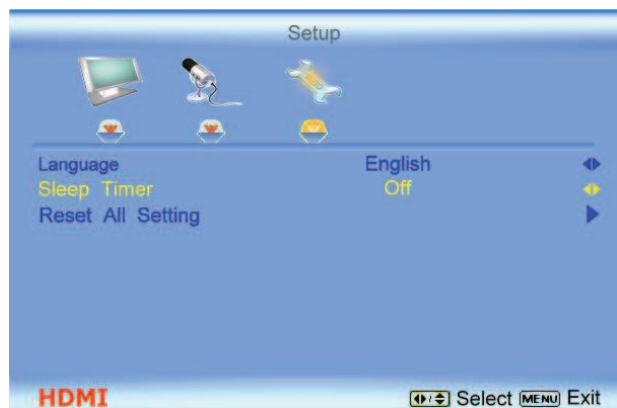 Setup
Language English
Sleep Timer Off
Reset All Setting
HDMI Select MENU Exit